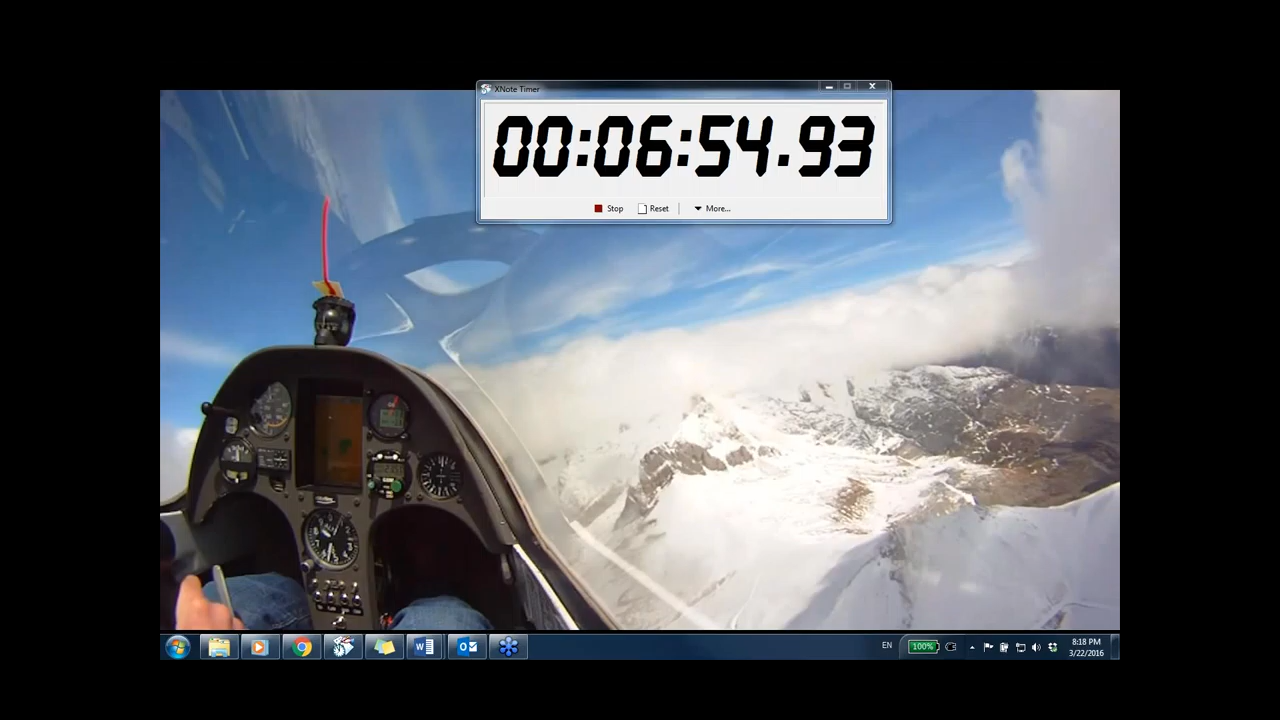 XNote Timer
00:06:54.93
Stop Reset More...
EN 100% 8:18 PM
3/22/2016